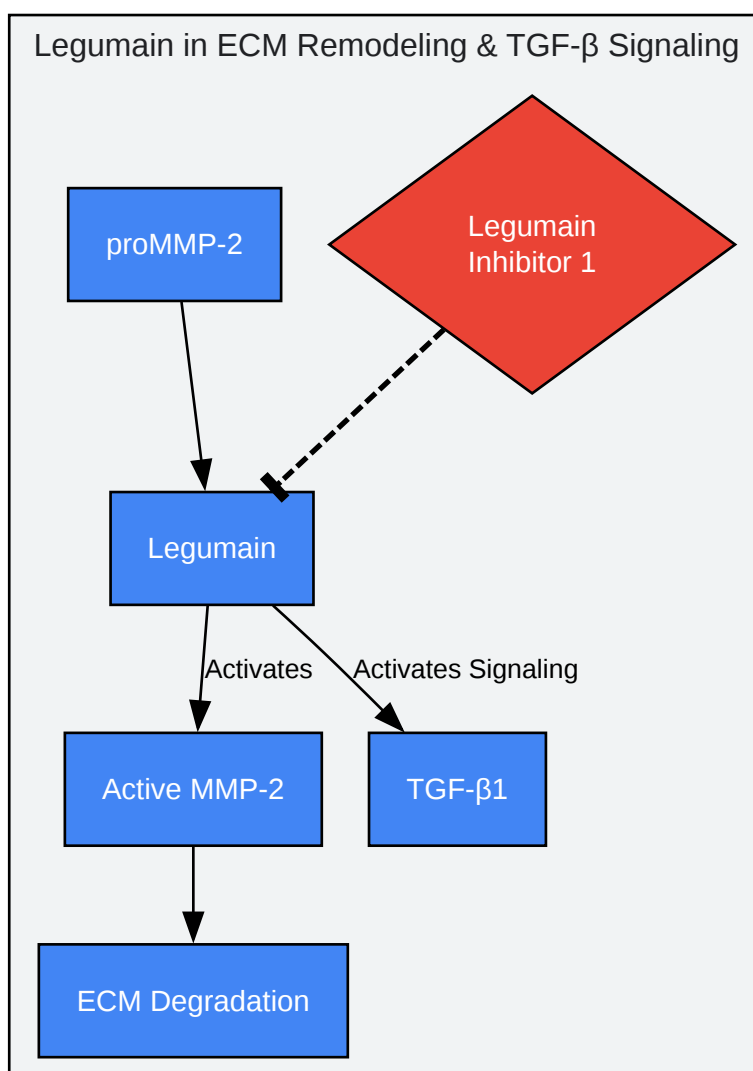 Legumain in ECM Remodeling & TGF-β Signaling
proMMP-2
Legumain
Inhibitor 1
Legumain
Activates
Activates Signaling
Active MMP-2
TGF-β1
ECM Degradation